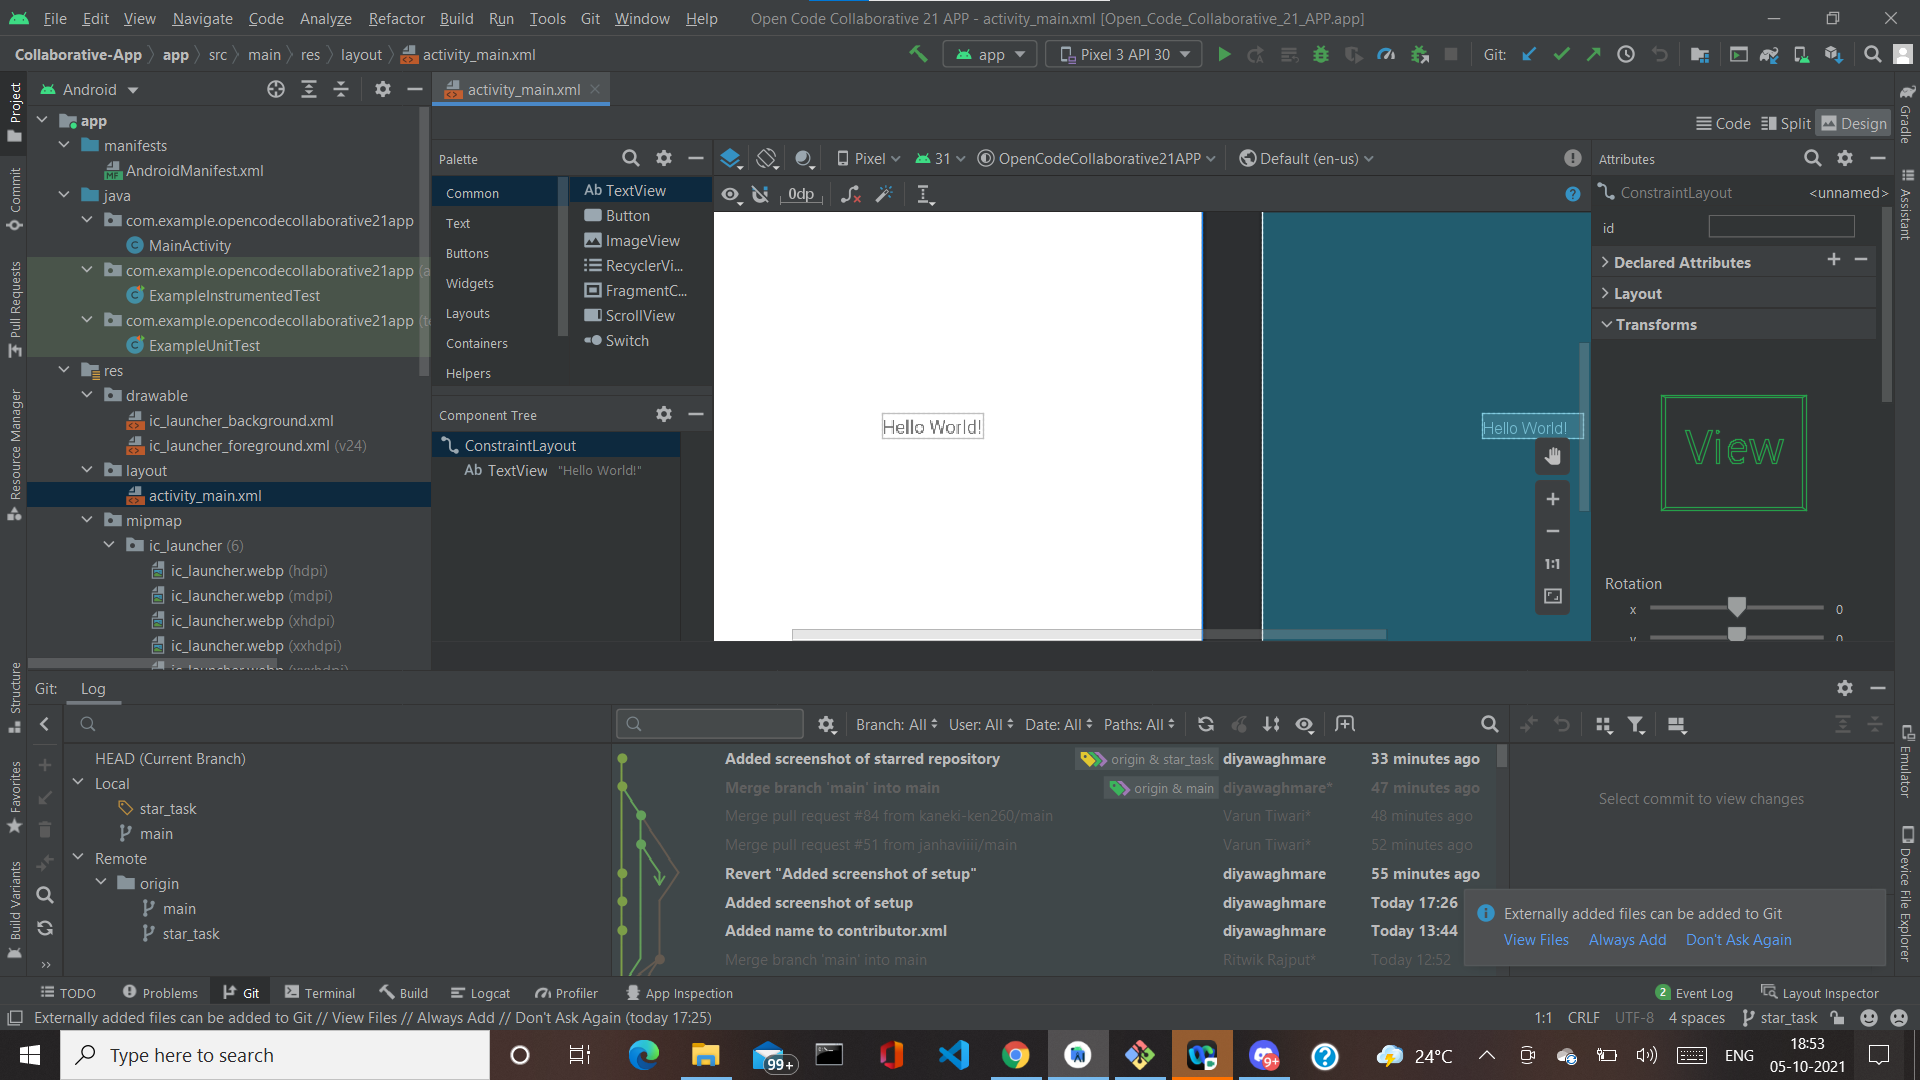 File Edit View Navigate Code Analyze Refactor Build Run Tools Git Window Help Open Code Collaborative 21 APP - activity_main.xml [Open_Code_Collaborative_21_APP.app]
Collaborative-App app src main res layout activity_main.xml app Pixel 3 API 30 Git:
Project
Commit
Pull Requests
Resource Manager
Structure
Favorites
Build Variants
Android
app
manifests
AndroidManifest.xml
java
com.example.opencodecollaborative21app
MainActivity
com.example.opencodecollaborative21app (a
ExampleInstrumentedTest
com.example.opencodecollaborative21app (te
ExampleUnitTest
res
drawable
ic_launcher_background.xml
ic_launcher_foreground.xml (v24)
layout
activity_main.xml
mipmap
ic_launcher (6)
ic_launcher.webp (hdpi)
ic_launcher.webp (mdpi)
ic_launcher.webp (xhdpi)
ic_launcher.webp (xxhdpi)
ic_launcher.webp (xxxhdpi)
activity_main.xml
Code Split Design
Palette
Common
Text
Buttons
Widgets
Layouts
Containers
Helpers
Ab TextView
Button
ImageView
RecyclerVi...
FragmentC...
ScrollView
Switch
Component Tree
ConstraintLayout
Ab TextView "Hello World!"
Pixel 31 OpenCodeCollaborative21APP Default (en-us)
0dp
Hello World!
Hello World!
1:1
Attributes
ConstraintLayout <unnamed>
id
Declared Attributes
Layout
Transforms
View
Rotation
x 0
y 0
Gradle
Assistant
Emulator
Device File Explorer
Git: Log
HEAD (Current Branch)
Local
star_task
main
Remote
origin
main
star_task
Branch: All User: All Date: All Paths: All
Added screenshot of starred repository origin & star_task diyawaghmare 33 minutes ago
Merge branch 'main' into main origin & main diyawaghmare* 47 minutes ago
Merge pull request #84 from kaneki-ken260/main Varun Tiwari* 48 minutes ago
Merge pull request #51 from janhaviiii/main Varun Tiwari* 52 minutes ago
Revert "Added screenshot of setup" diyawaghmare 55 minutes ago
Added screenshot of setup diyawaghmare Today 17:26
Added name to contributor.xml diyawaghmare Today 13:44
Merge branch 'main' into main Ritwik Rajput* Today 12:52
Select commit to view changes
Externally added files can be added to Git
View Files Always Add Don't Ask Again
TODO Problems Git Terminal Build Logcat Profiler App Inspection 2 Event Log Layout Inspector
Externally added files can be added to Git // View Files // Always Add // Don't Ask Again (today 17:25) 1:1 CRLF UTF-8 4 spaces star_task
Type here to search 99+ 9+ 24°C ENG 18:53
05-10-2021